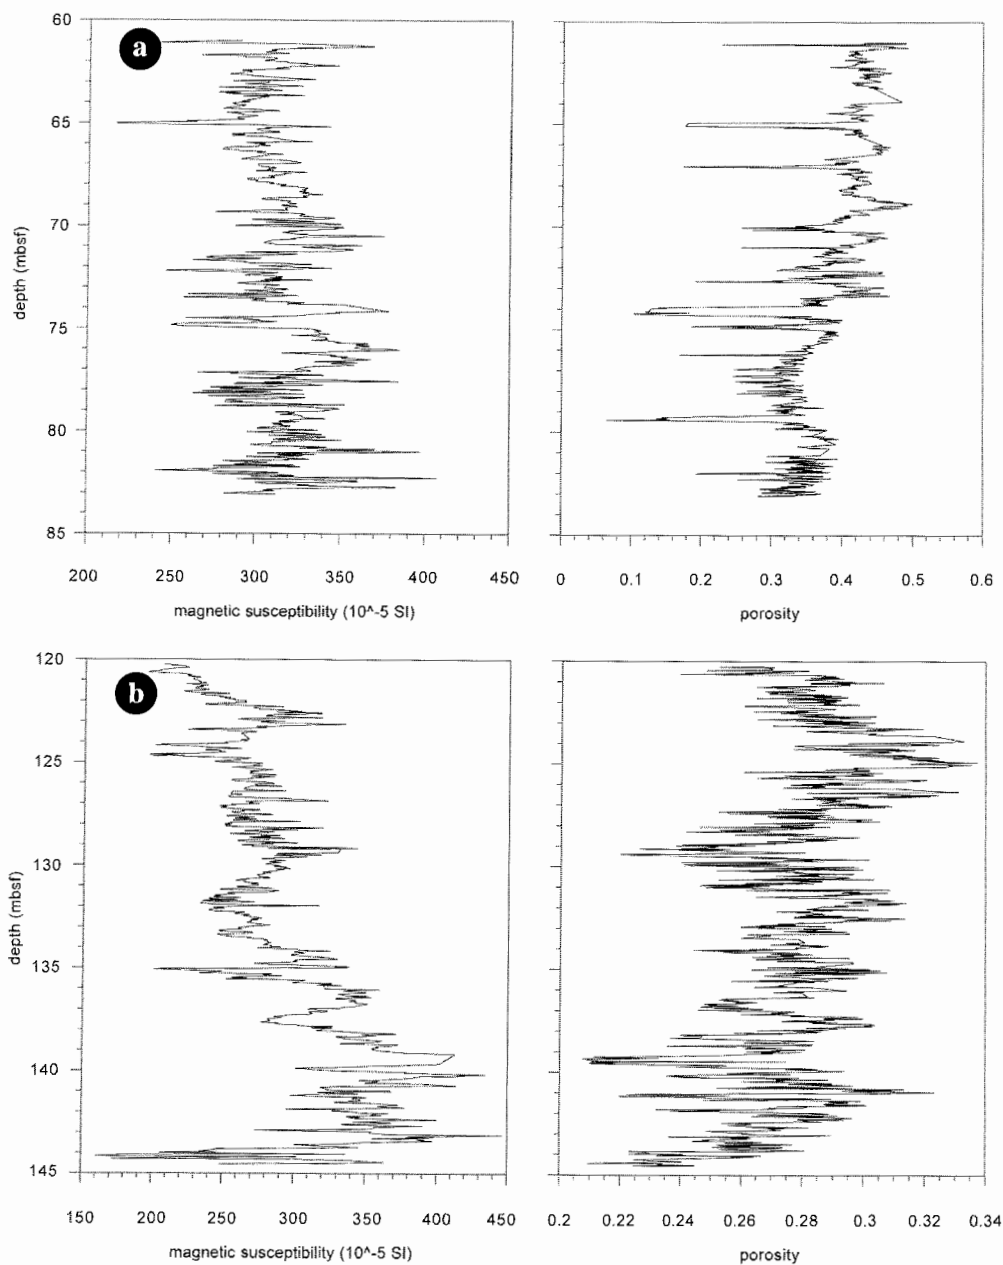 a
60
65
70
75
80
85
depth (mbsf)
200 250 300 350 400 450
magnetic susceptibility (10^-5 SI)
0 0.1 0.2 0.3 0.4 0.5 0.6
porosity
b
120
125
130
135
140
145
depth (mbsf)
150 200 250 300 350 400 450
magnetic susceptibility (10^-5 SI)
0.2 0.22 0.24 0.26 0.28 0.3 0.32 0.34
porosity